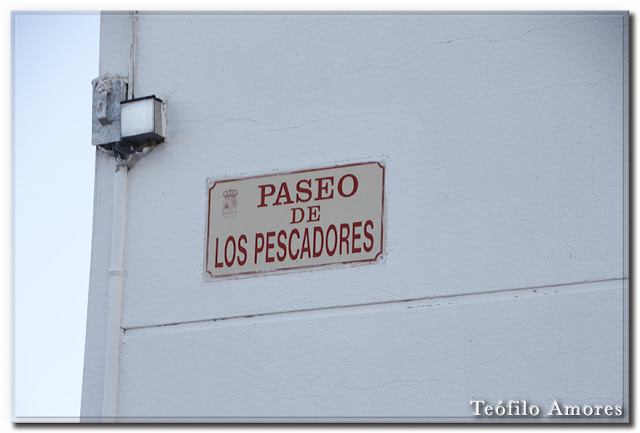 PASEO
DE
LOS PESCADORES
Teófilo Amores